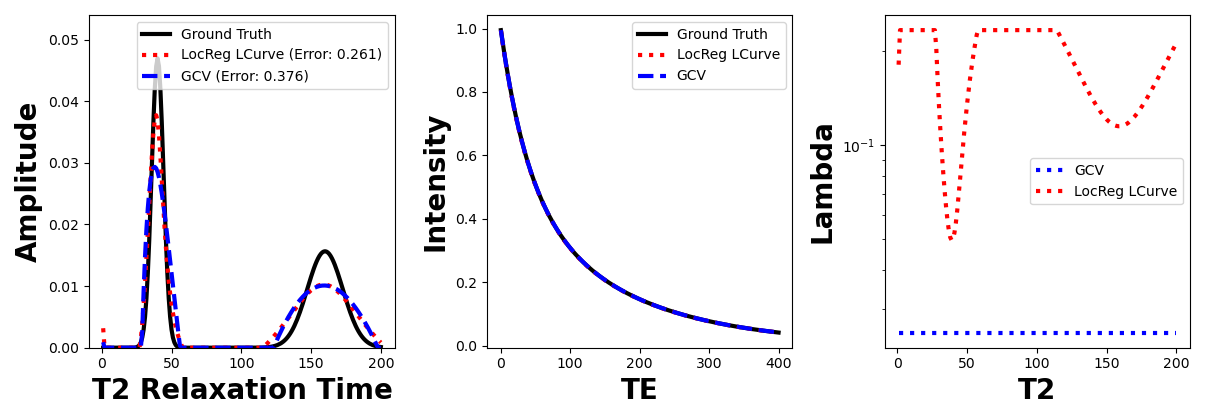 Amplitude
0.05
0.04
0.03
0.02
0.01
0.00
0
50
100
150
200
T2 Relaxation Time
Ground Truth
LocReg LCurve (Error: 0.261)
GCV (Error: 0.376)
Intensity
1.0
0.8
0.6
0.4
0.2
0.0
0
100
200
300
400
TE
Ground Truth
LocReg LCurve
GCV
Lambda
10⁻¹
0
50
100
150
200
T2
GCV
LocReg LCurve